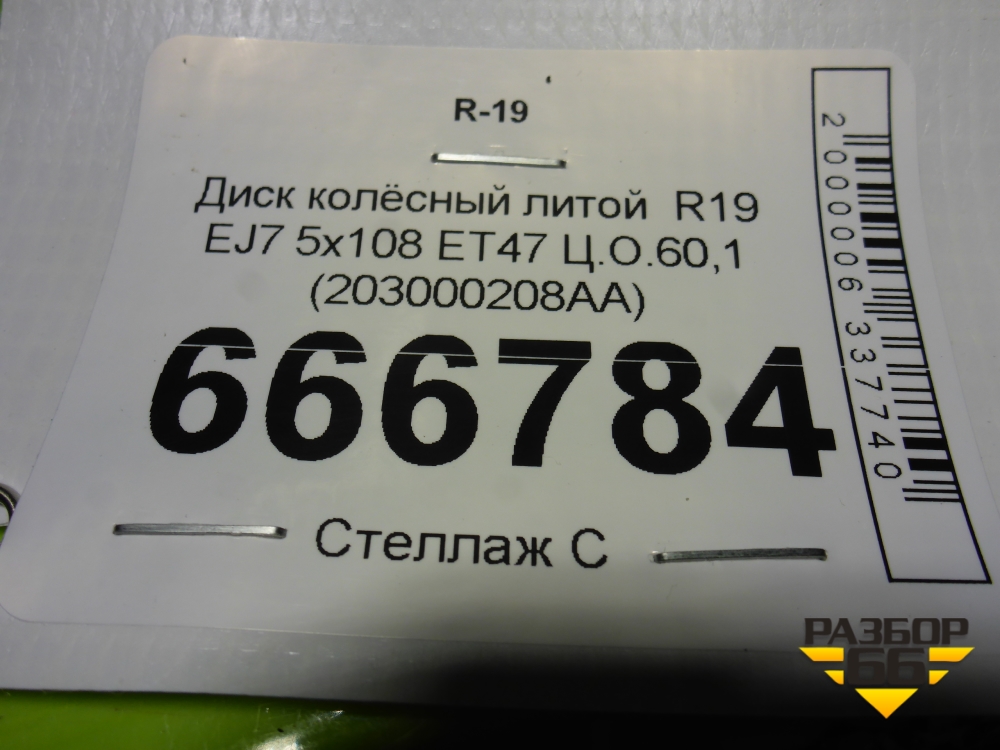 R-19
Диск колёсный литой R19
EJ7 5x108 ET47 Ц.О.60,1
(203000208AA)
666784
Стеллаж С
2000006337740
РАЗБОР
66